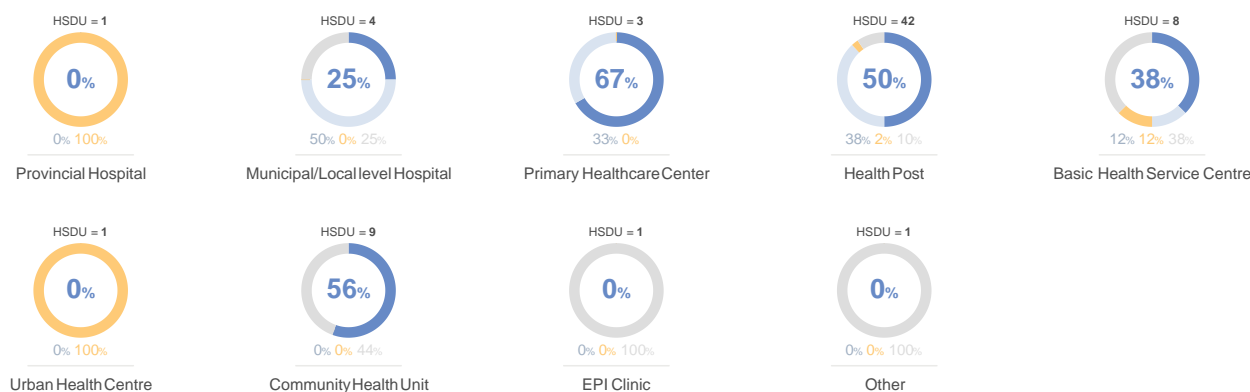 HSDU = 1
0%
0% 100%
Provincial Hospital
HSDU = 4
25%
50% 0% 25%
Municipal/Local level Hospital
HSDU = 3
67%
33% 0%
Primary Healthcare Center
HSDU = 42
50%
38% 2% 10%
Health Post
HSDU = 8
38%
12% 12% 38%
Basic Health Service Centre
HSDU = 1
0%
0% 100%
Urban Health Centre
HSDU = 9
56%
0% 0% 44%
Community Health Unit
HSDU = 1
0%
0% 0% 100%
EPI Clinic
HSDU = 1
0%
0% 0% 100%
Other